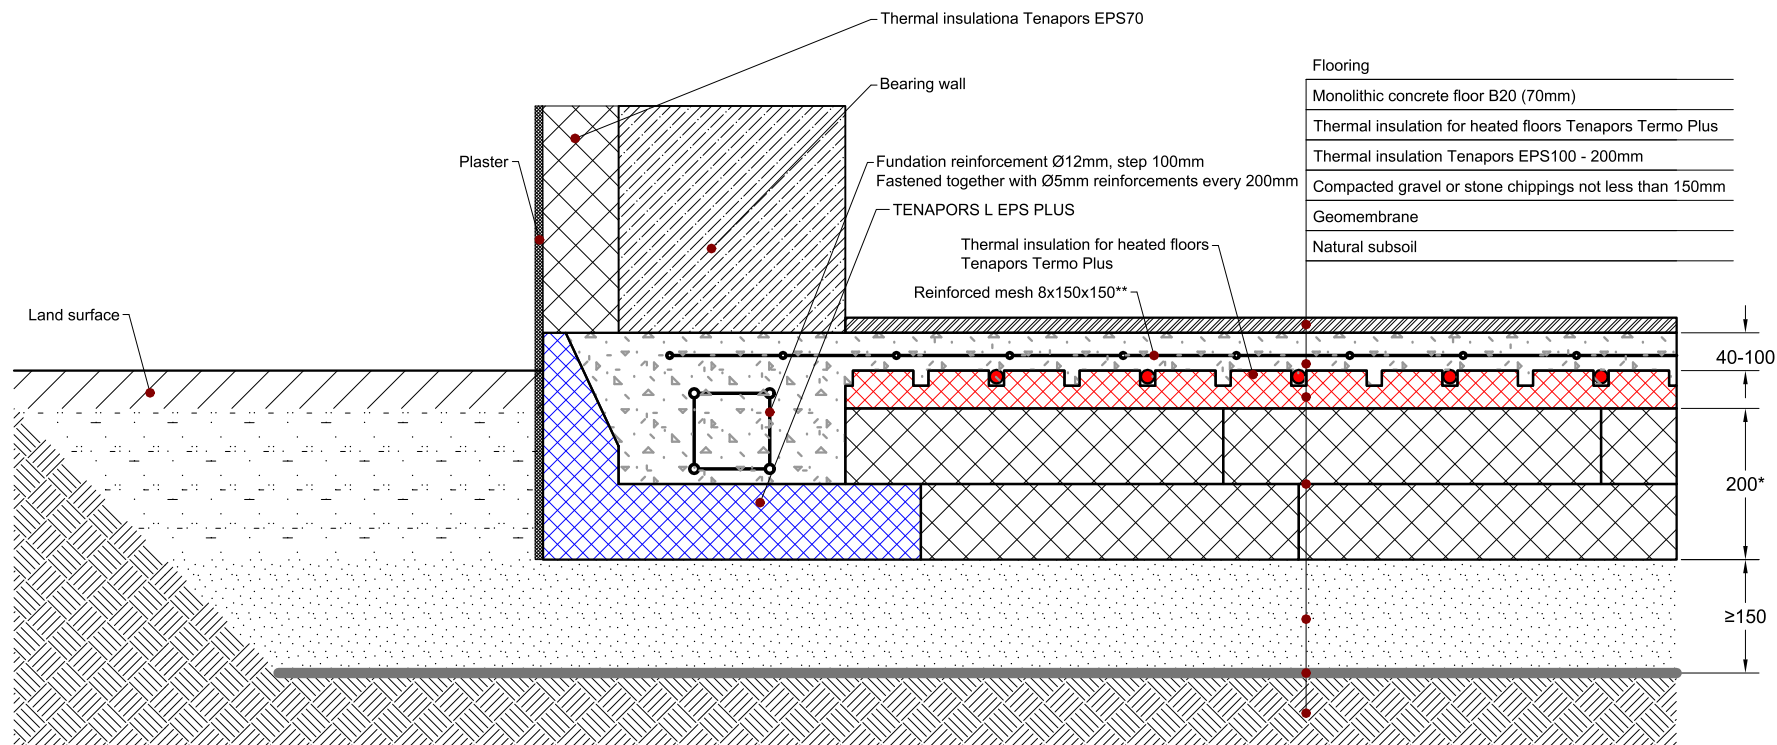 Thermal insulationa Tenapors EPS70
Bearing wall
Plaster
Fundation reinforcement Ø12mm, step 100mm
Fastened together with Ø5mm reinforcements every 200mm
TENAPORS L EPS PLUS
Thermal insulation for heated floors
Tenapors Termo Plus
Reinforced mesh 8x150x150**
Land surface
Flooring
Monolithic concrete floor B20 (70mm)
Thermal insulation for heated floors Tenapors Termo Plus
Thermal insulation Tenapors EPS100 - 200mm
Compacted gravel or stone chippings not less than 150mm
Geomembrane
Natural subsoil
40-100
200*
≥150